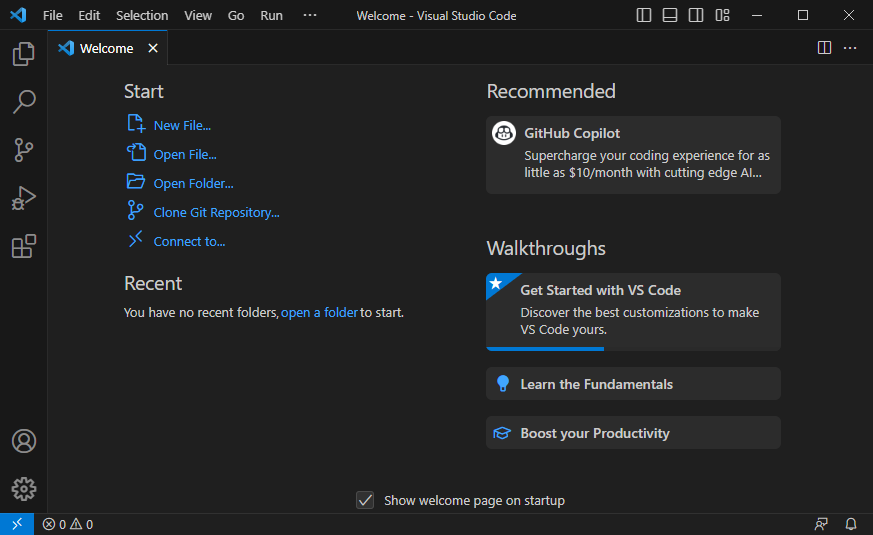 File Edit Selection View Go Run ··· Welcome - Visual Studio Code
Welcome
Start
New File...
Open File...
Open Folder...
Clone Git Repository...
Connect to...
Recent
You have no recent folders, open a folder to start.
Recommended
GitHub Copilot
Supercharge your coding experience for as
little as $10/month with cutting edge AI...
Walkthroughs
Get Started with VS Code
Discover the best customizations to make
VS Code yours.
Learn the Fundamentals
Boost your Productivity
Show welcome page on startup
0 0